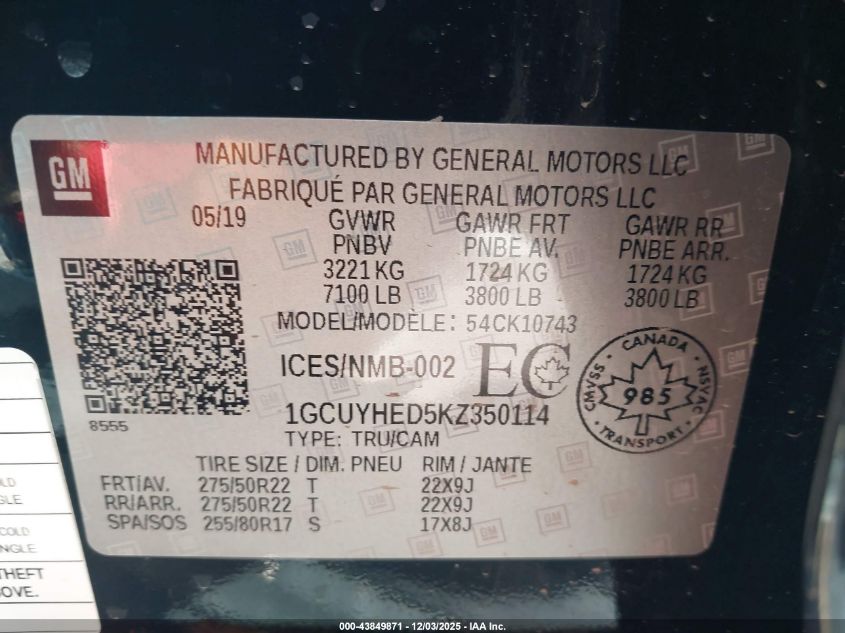 GM
MANUFACTURED BY GENERAL MOTORS LLC
FABRIQUÉ PAR GENERAL MOTORS LLC
05/19 GVWR GAWR FRT GAWR RR
PNBV PNBE AV. PNBE ARR.
3221 KG 1724 KG 1724 KG
7100 LB 3800 LB 3800 LB
MODEL/MODÈLE: 54CK10743
ICES/NMB-002 EC
CANADA
CMVSS 985 NSVAC
TRANSPORT
8555
1GCUYHED5KZ350114
TYPE: TRU/CAM
TIRE SIZE / DIM. PNEU RIM / JANTE
FRT/AV. 275/50R22 T 22X9J
RR/ARR. 275/50R22 T 22X9J
SPA/SOS 255/80R17 S 17X8J
COLD
COLD
THEFT
000-43849871 - 12/03/2025 - IAA Inc.